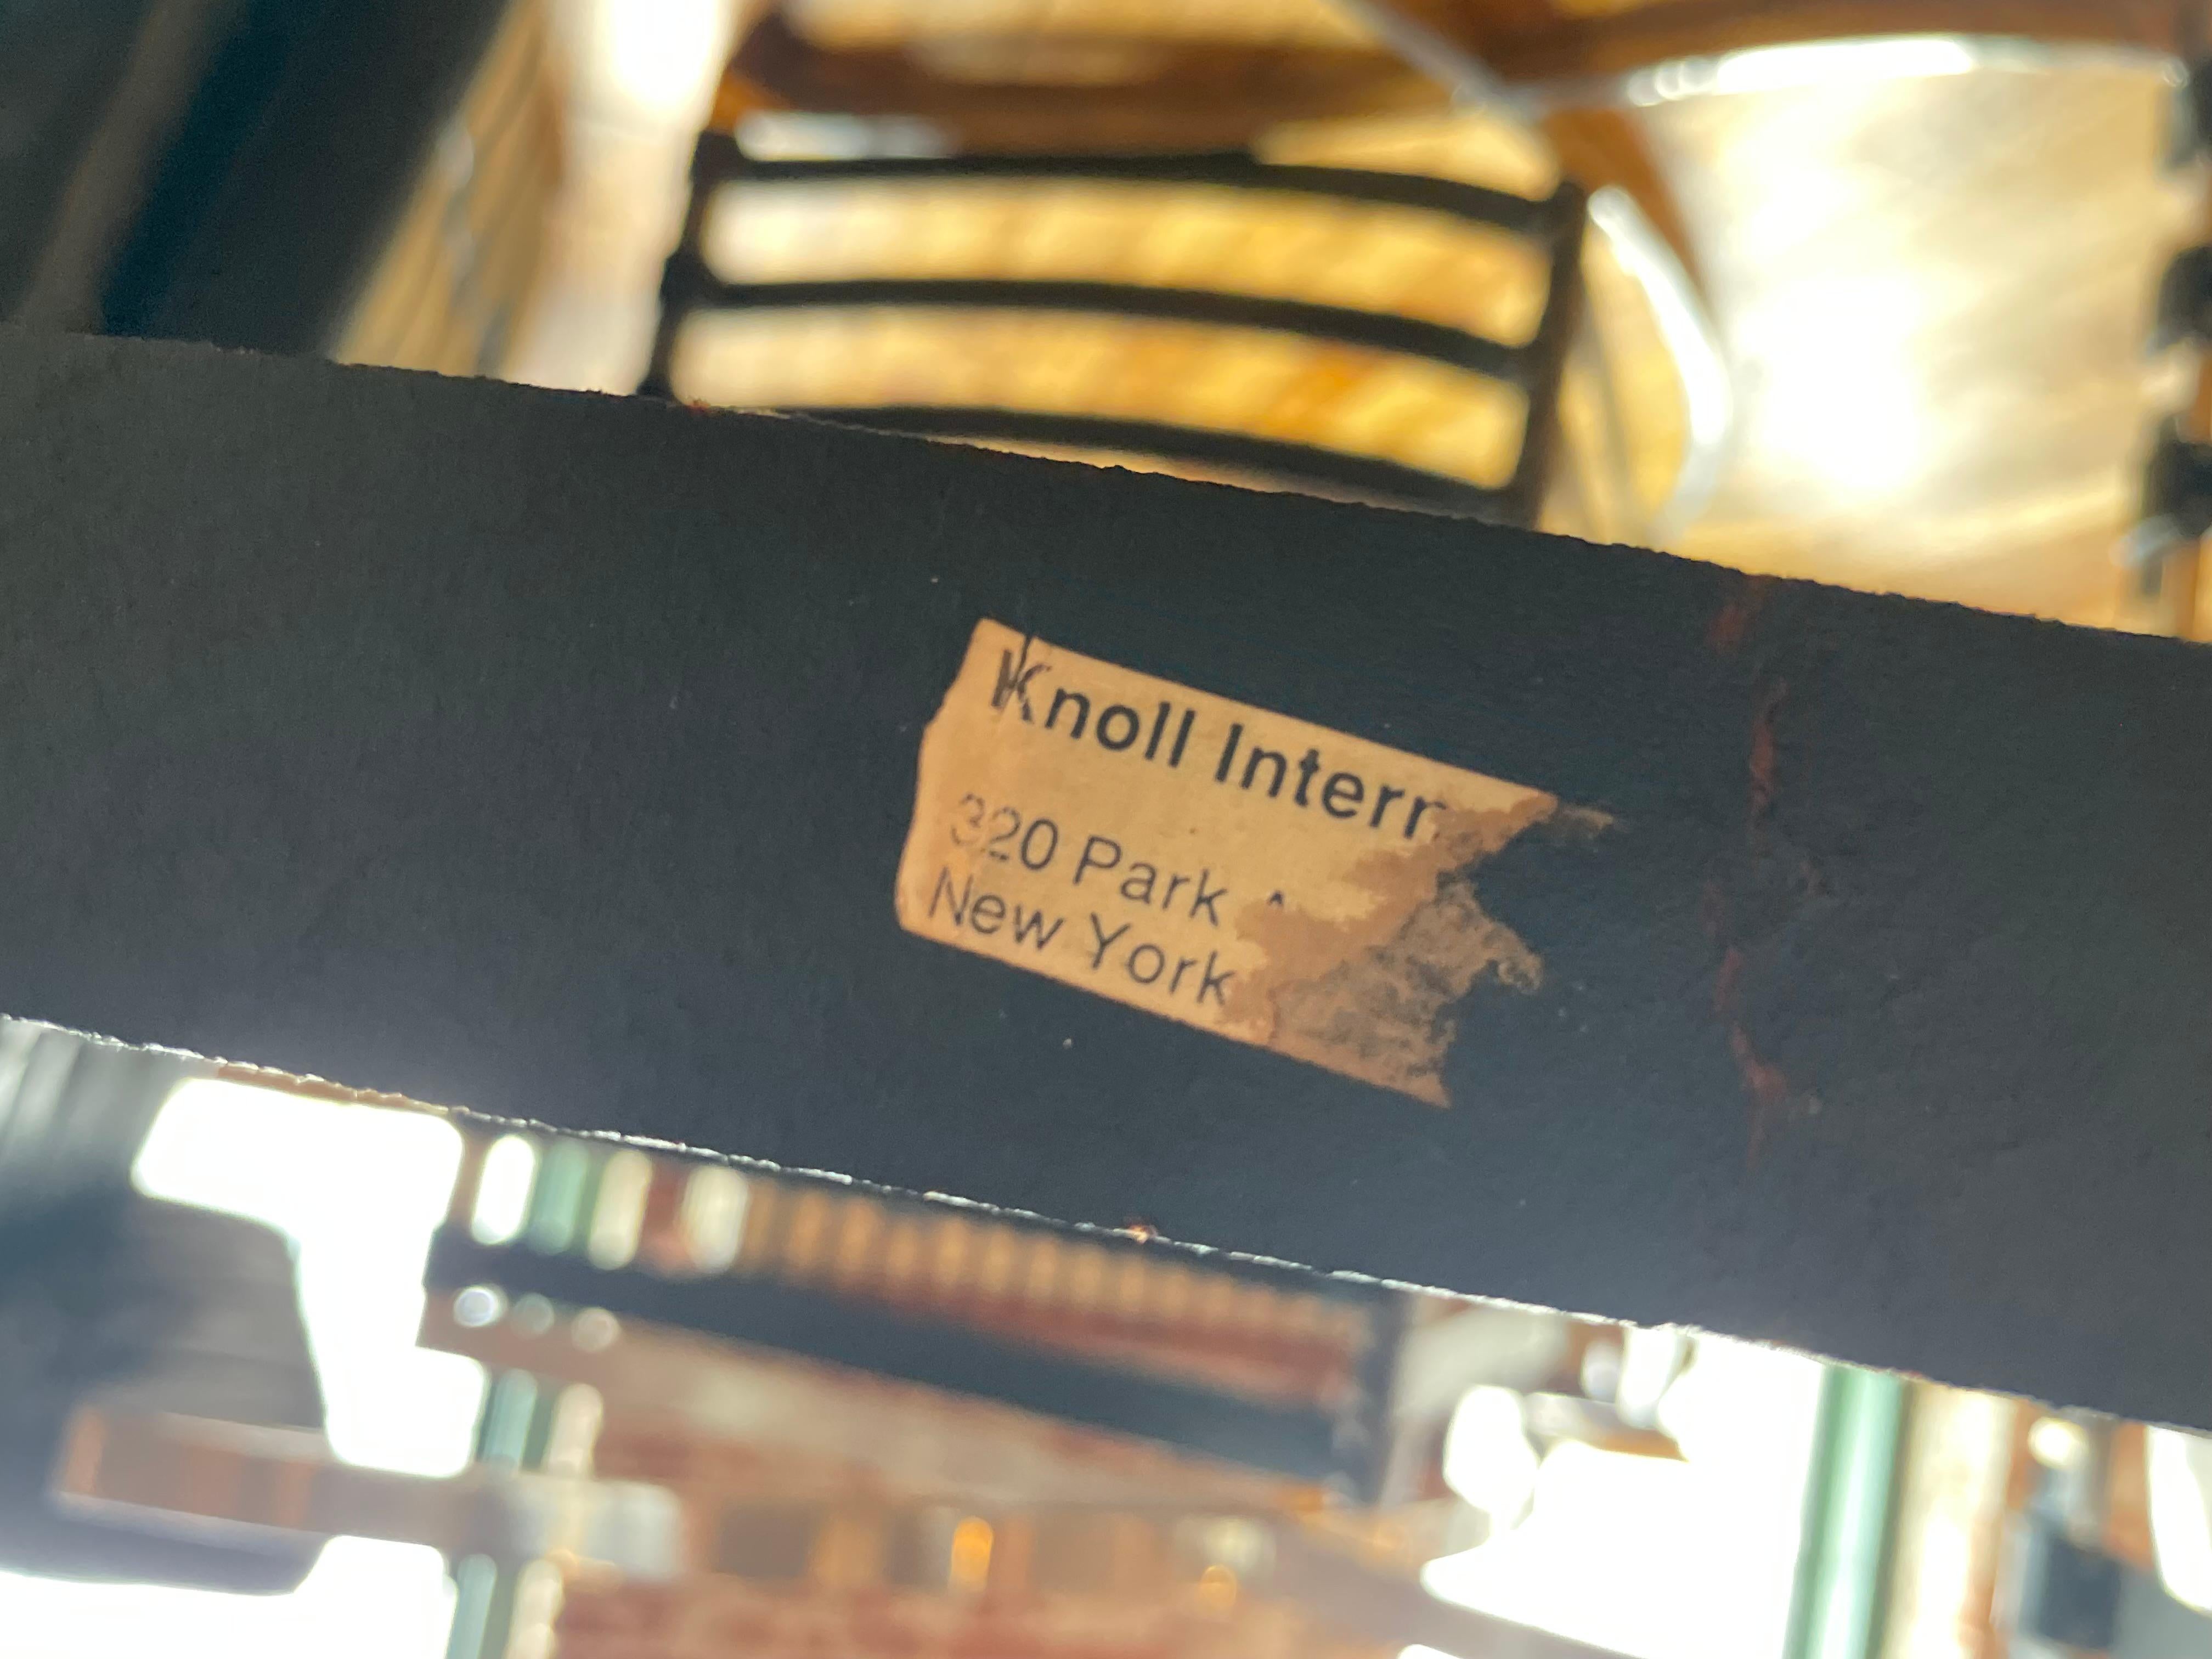 Knoll Intern
320 Park A
New York